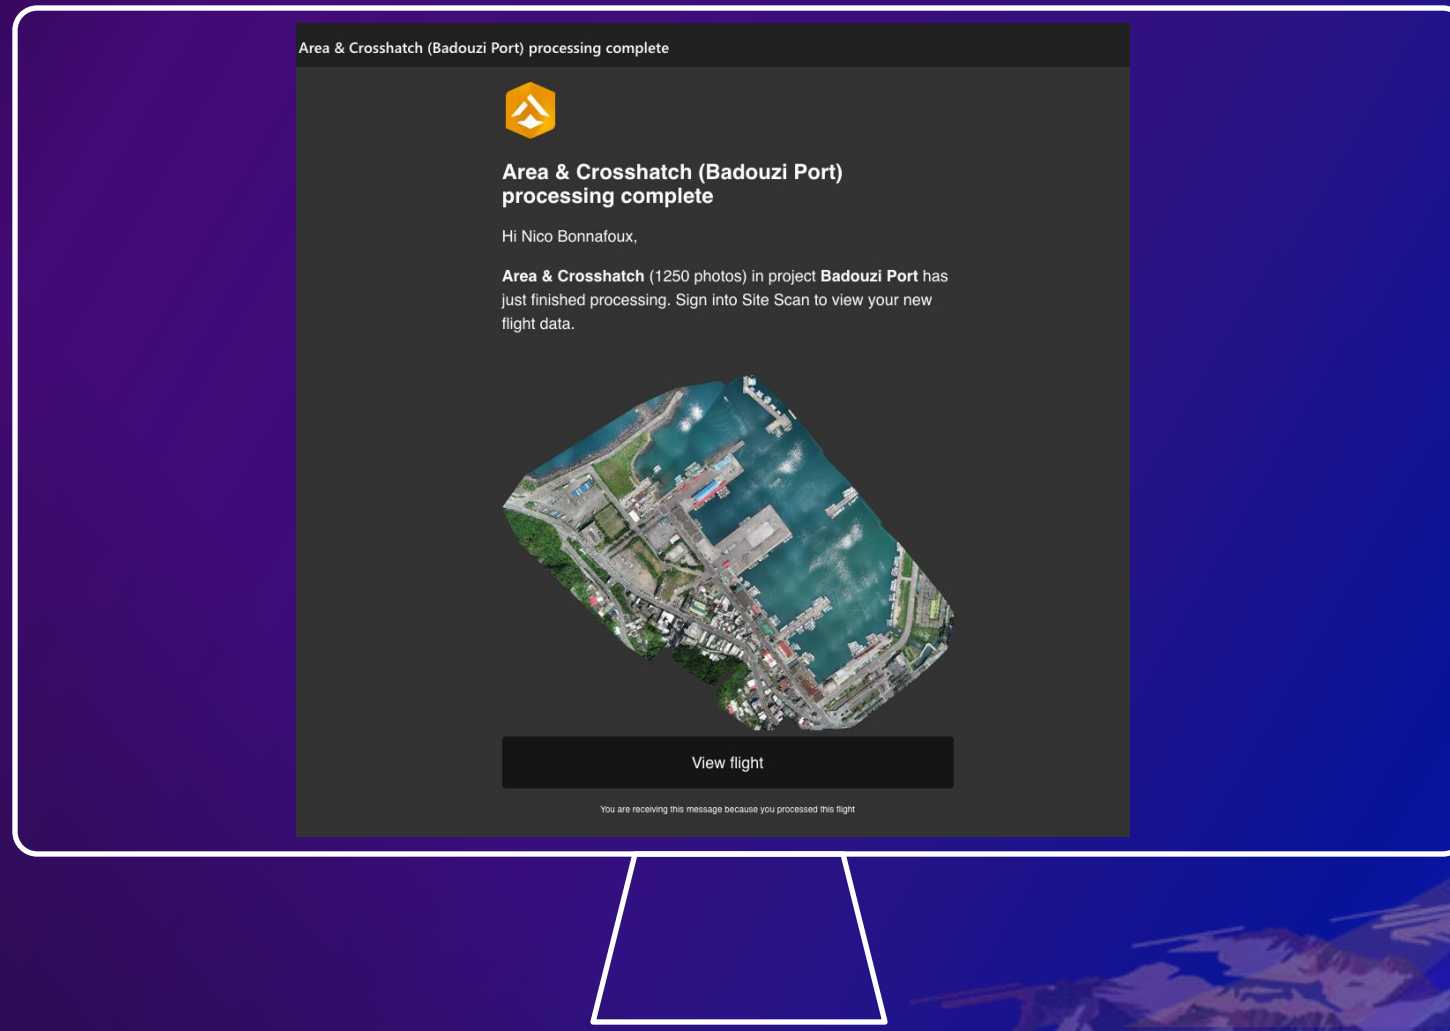 Area & Crosshatch (Badouzi Port) processing complete
Area & Crosshatch (Badouzi Port)
processing complete
Hi Nico Bonnafoux,
Area & Crosshatch (1250 photos) in project Badouzi Port has
just finished processing. Sign into Site Scan to view your new
flight data.
View flight
You are receiving this message because you processed this flight